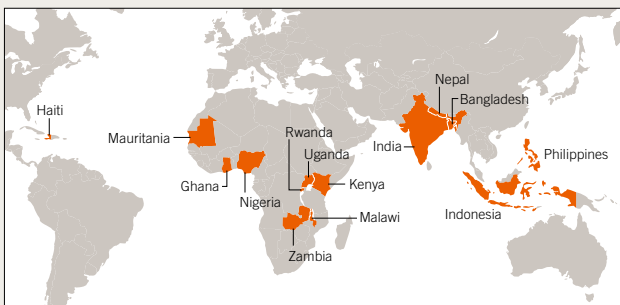 Nepal
Bangladesh
Haiti
Rwanda
Mauritania
India
Uganda
Philippines
Ghana
Kenya
Nigeria
Indonesia
Malawi
Zambia